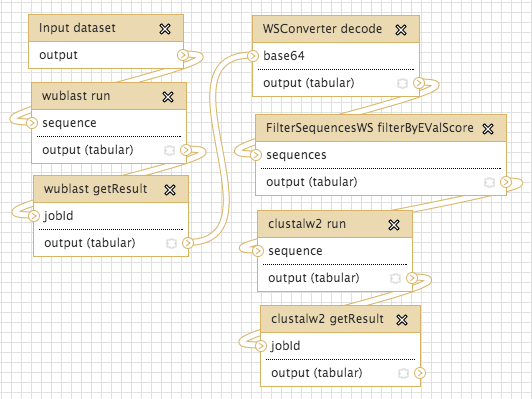 Input dataset
output
wublast run
sequence
output (tabular)
wublast getResult
jobId
output (tabular)
WSConverter decode
base64
output (tabular)
FilterSequencesWS filterByEValScore
sequences
output (tabular)
clustalw2 run
sequence
output (tabular)
clustalw2 getResult
jobId
output (tabular)